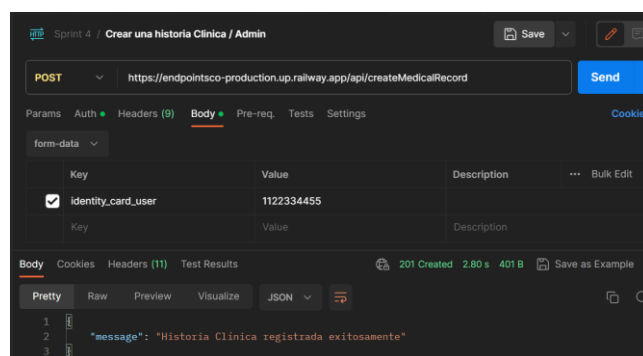 HTTP Sprint 4 / Crear una historia Clínica / Admin Save
POST https://endpointsco-production.up.railway.app/api/createMedicalRecord Send
Params Auth Headers (9) Body Pre-req. Tests Settings Cookie
form-data
Key Value Description ••• Bulk Edit
identity_card_user 1122334455
Key Value Description
Body Cookies Headers (11) Test Results 201 Created 2.80 s 401 B Save as Example
Pretty Raw Preview Visualize JSON
1 {
2 "message": "Historia Clínica registrada exitosamente"
3 }